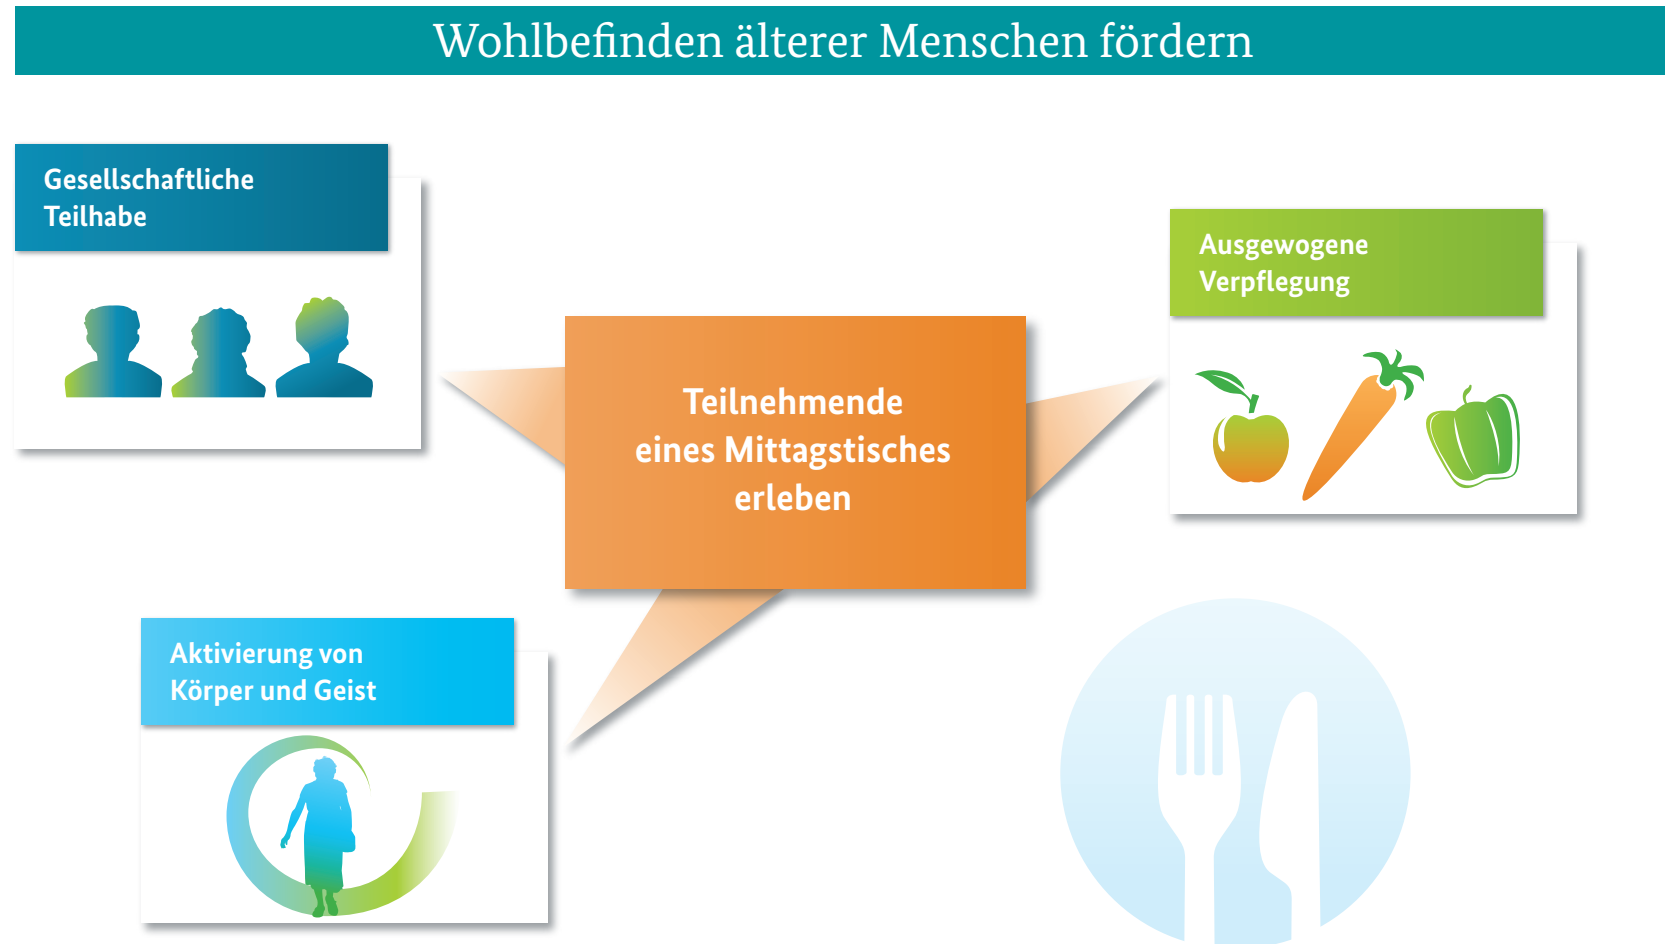 Wohlbefinden älterer Menschen fördern
Gesellschaftliche
Teilhabe
Ausgewogene
Verpflegung
Teilnehmende
eines Mittagstisches
erleben
Aktivierung von
Körper und Geist